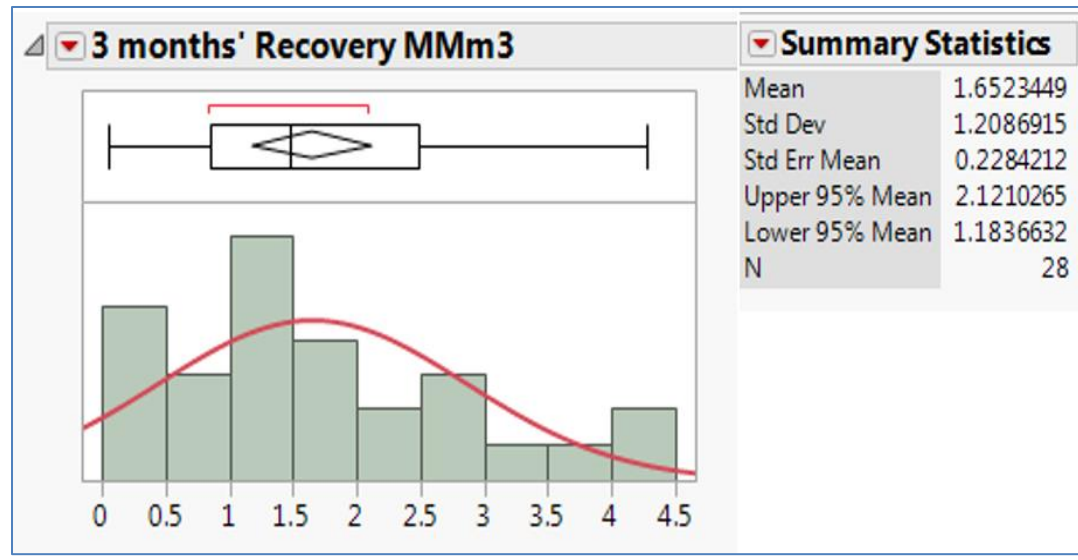 3 months' Recovery MMm3
0 0.5 1 1.5 2 2.5 3 3.5 4 4.5
Summary Statistics
Mean 1.6523449
Std Dev 1.2086915
Std Err Mean 0.2284212
Upper 95% Mean 2.1210265
Lower 95% Mean 1.1836632
N 28